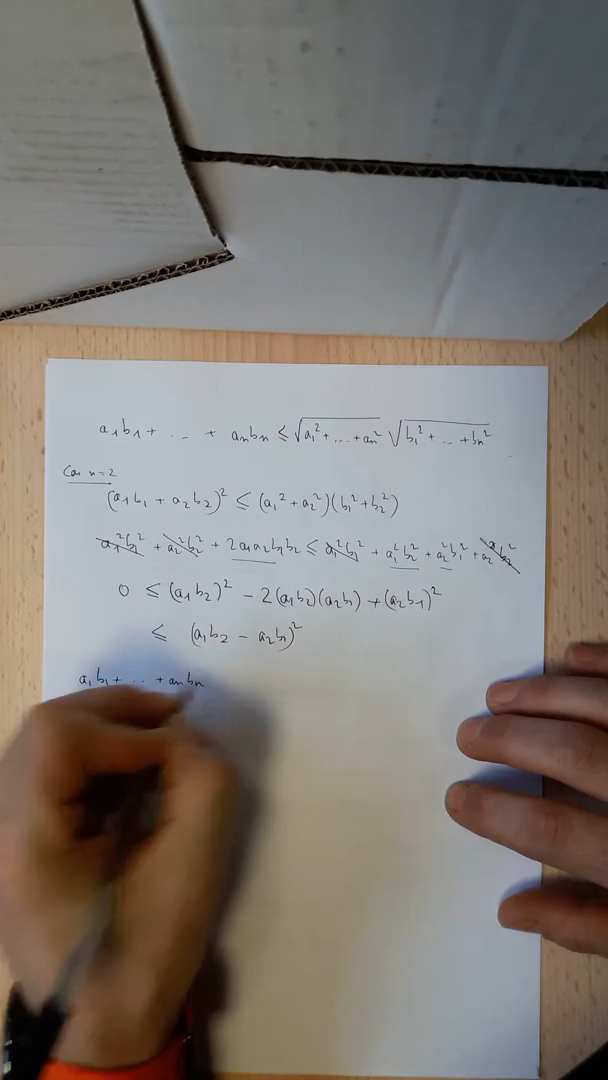 a₁b₁ + ... + aₙbₙ ≤ √(a₁² + ... + aₙ²) √(b₁² + ... + bₙ²)
Cas n=2
(a₁b₁ + a₂b₂)² ≤ (a₁² + a₂²)(b₁² + b₂²)
a₁²b₁² + a₂²b₂² + 2a₁a₂b₁b₂ ≤ a₁²b₁² + a₁²b₂² + a₂²b₁² + a₂²b₂²
0 ≤ (a₁b₂)² - 2(a₁b₂)(a₂b₁) + (a₂b₁)²
≤ (a₁b₂ - a₂b₁)²
a₁b₁ + ... + aₙbₙ